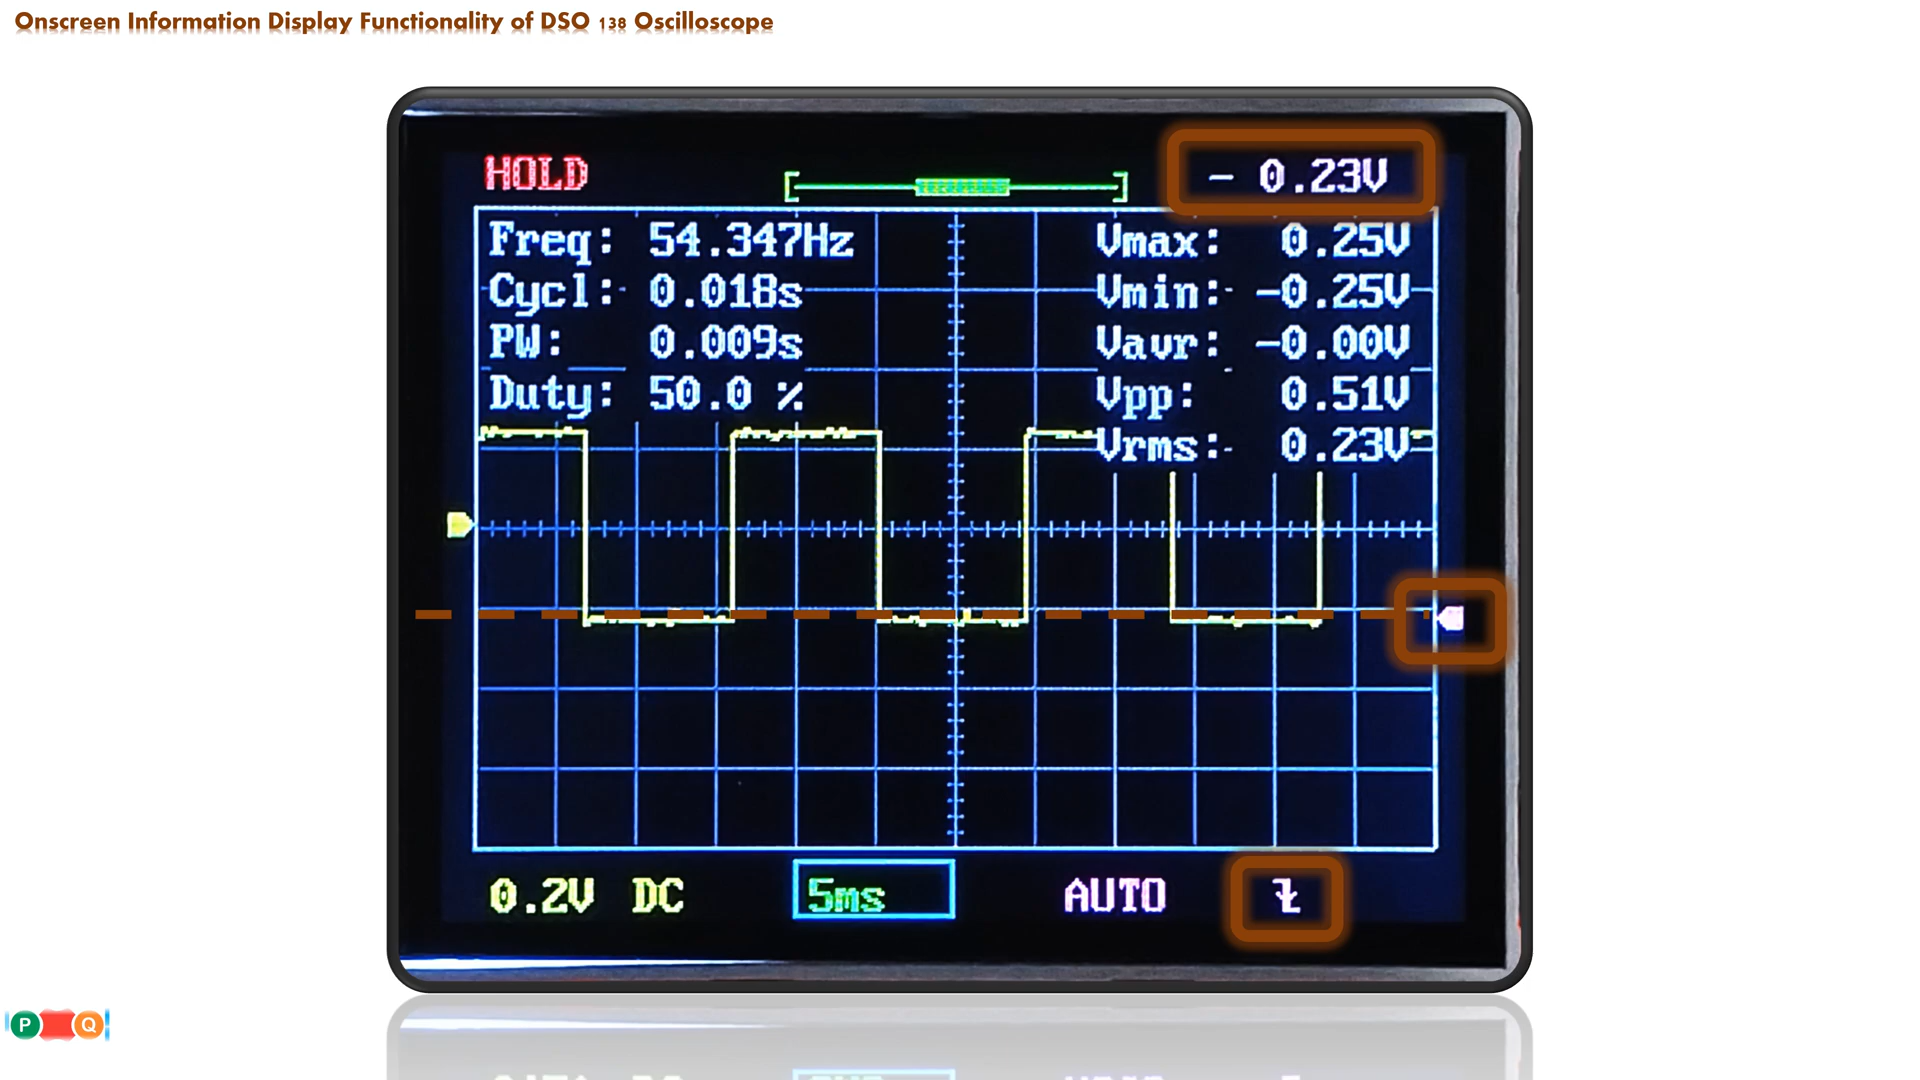 Onscreen Information Display Functionality of DSO 138 Oscilloscope
HOLD
- 0.23V
Freq: 54.347Hz
Cycl: 0.018s
PW: 0.009s
Duty: 50.0 %
Vmax: 0.25V
Vmin: -0.25V
Vavr: -0.00V
Vpp: 0.51V
Vrms: 0.23V
0.2V DC
5ms
AUTO
P Q